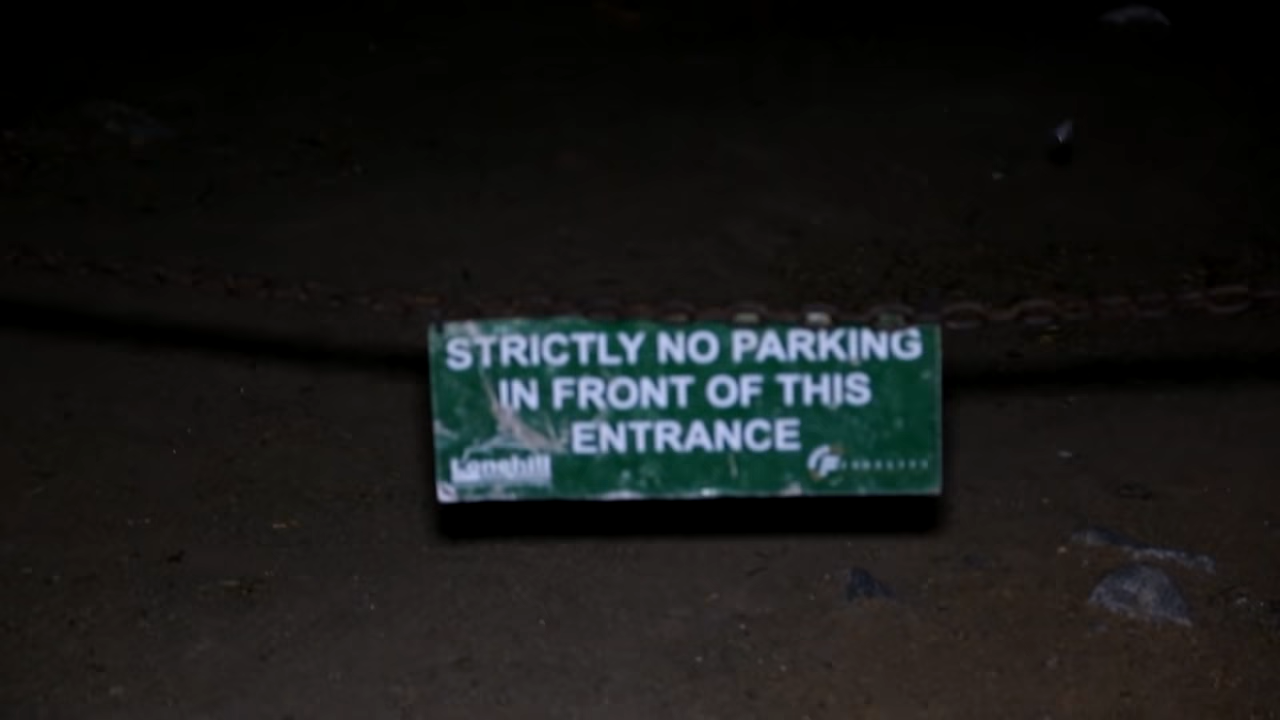 STRICTLY NO PARKING
IN FRONT OF THIS
ENTRANCE